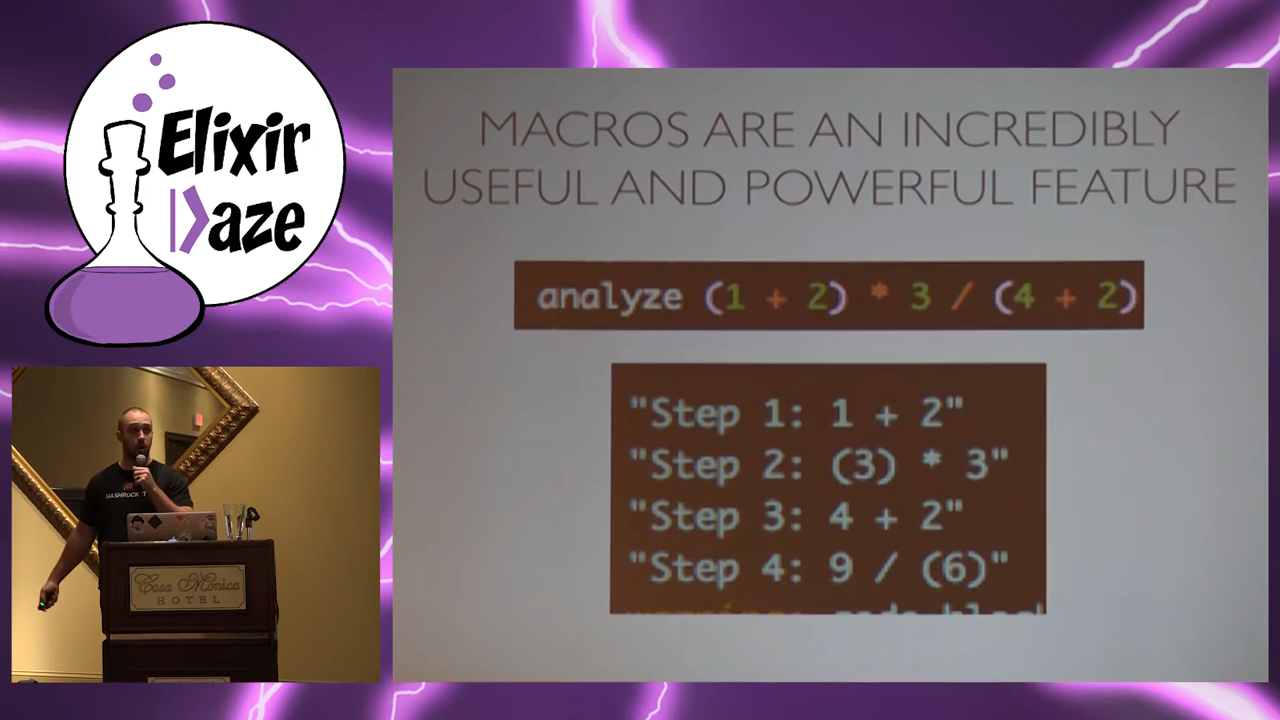 Elixir
Daze
MACROS ARE AN INCREDIBLY
USEFUL AND POWERFUL FEATURE
analyze (1 + 2) * 3 / (4 + 2)
"Step 1: 1 + 2"
"Step 2: (3) * 3"
"Step 3: 4 + 2"
"Step 4: 9 / (6)"
HASHROCKET
Casa Monica
HOTEL